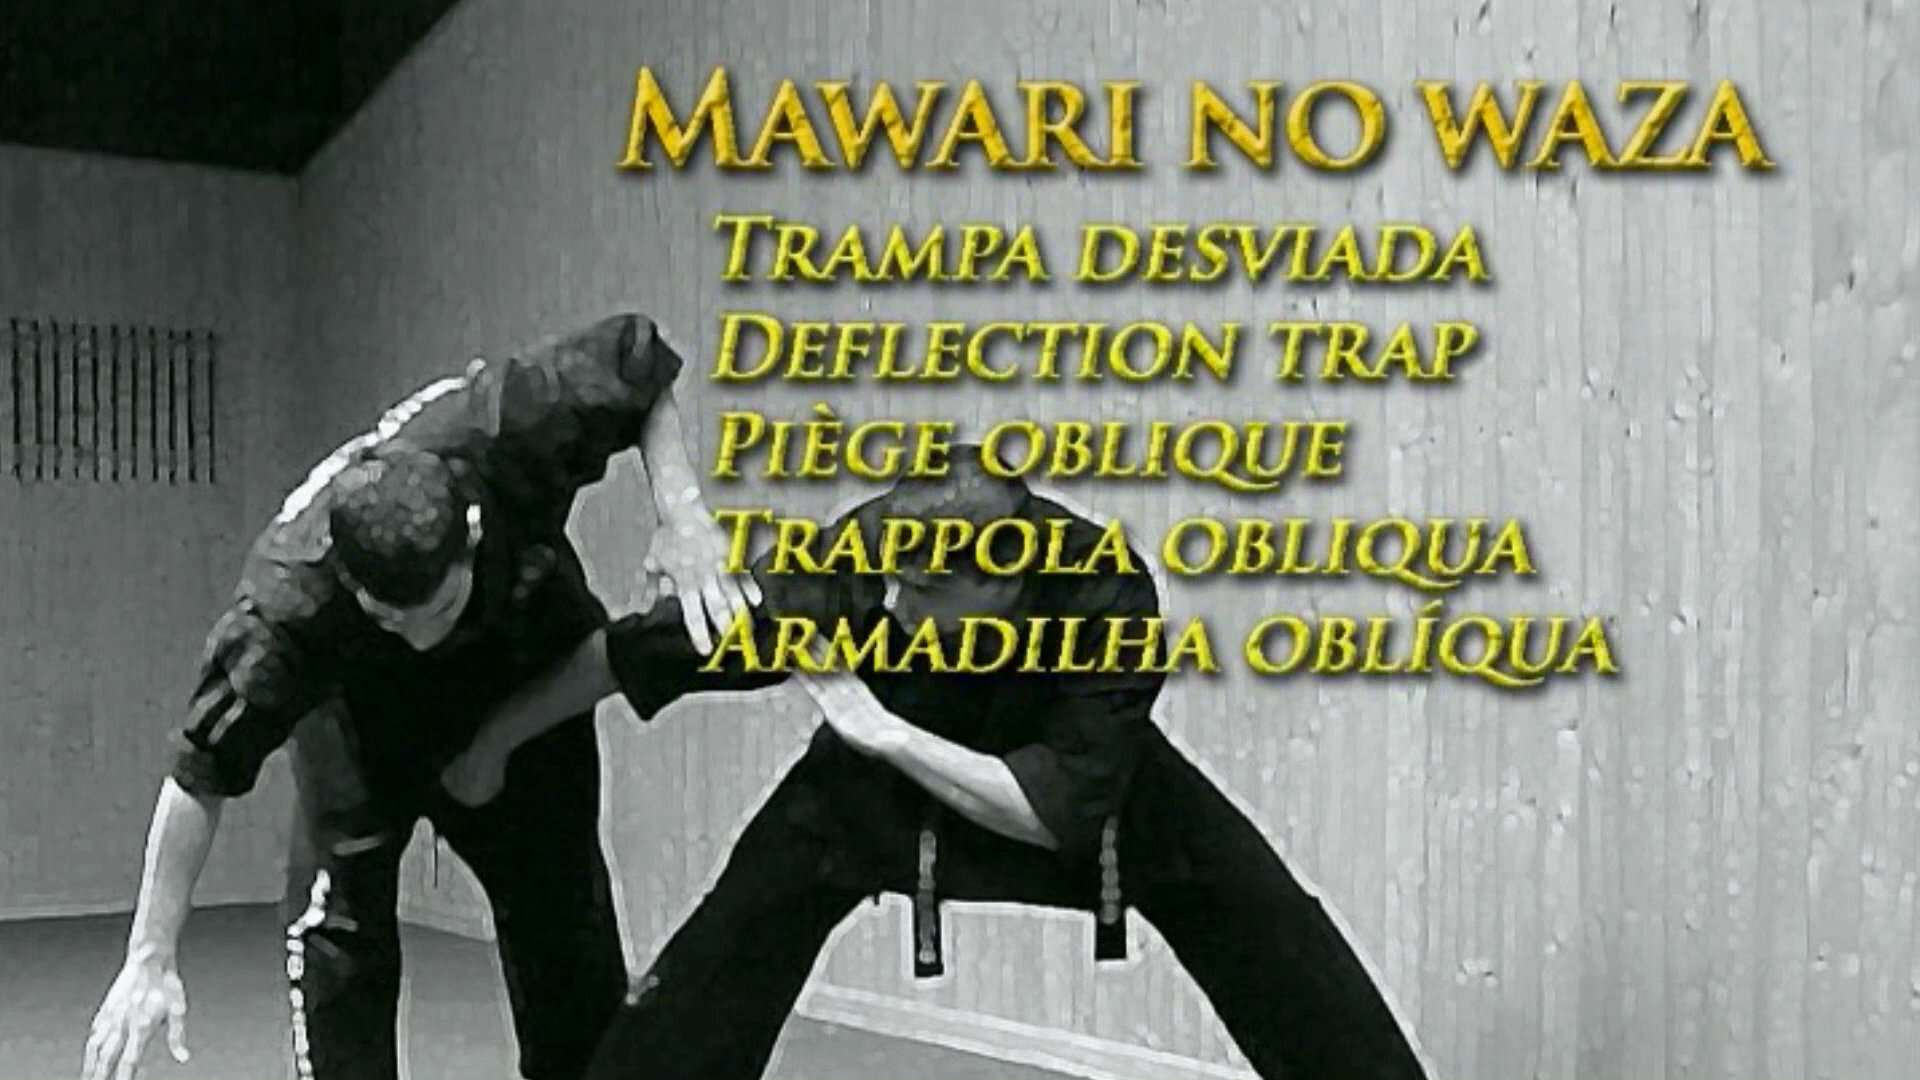 MAWARI NO WAZA
TRAMPA DESVIADA
DEFLECTION TRAP
PIÈGE OBLIQUE
TRAPPOLA OBLIQUA
ARMADILHA OBLÍQUA